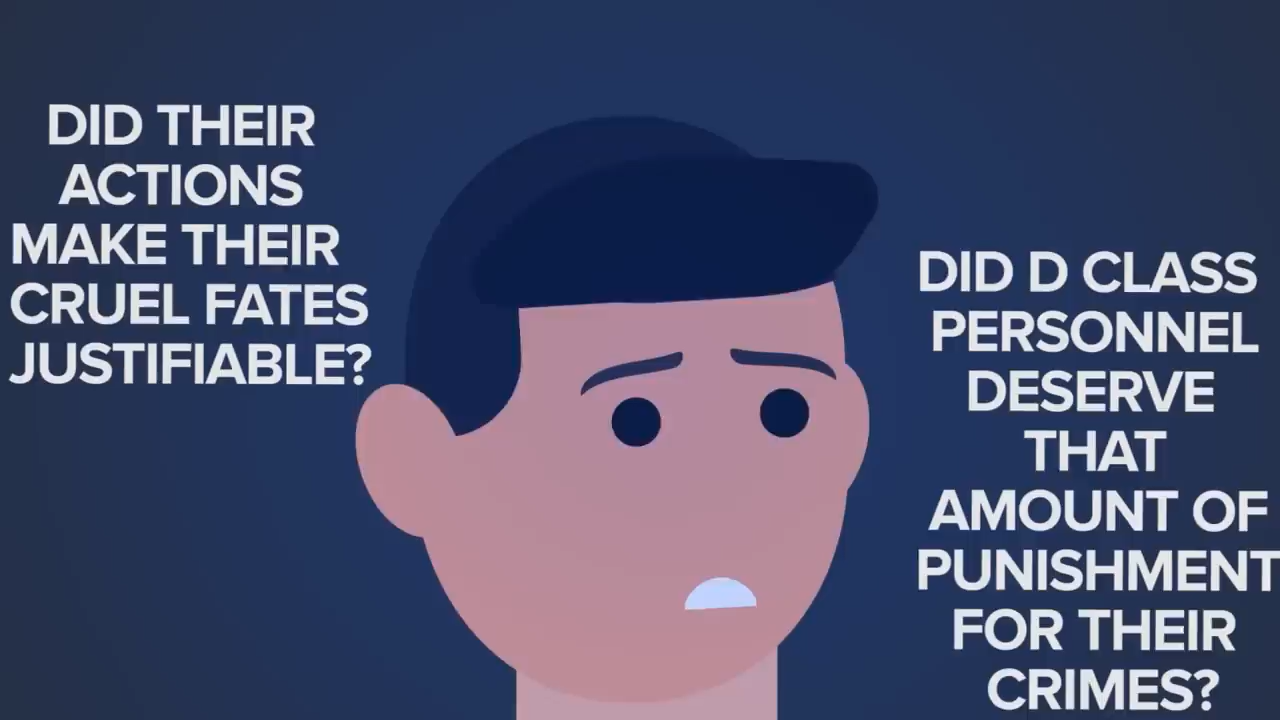 DID THEIR
ACTIONS
MAKE THEIR
CRUEL FATES
JUSTIFIABLE?
DID D CLASS
PERSONNEL
DESERVE
THAT
AMOUNT OF
PUNISHMENT
FOR THEIR
CRIMES?